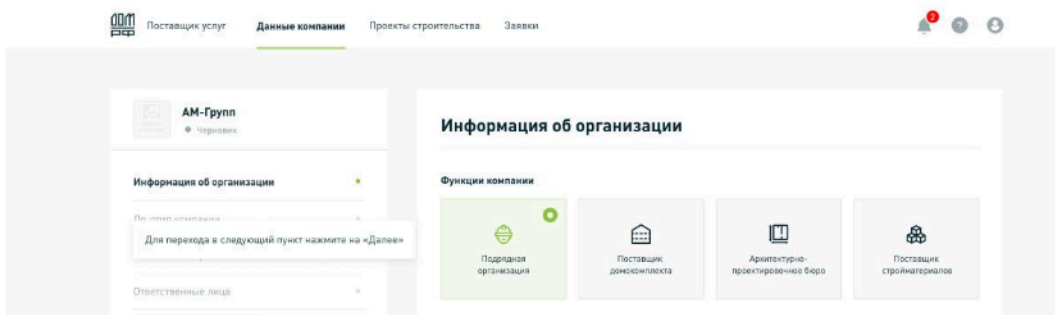 ДОМ
РФ
Поставщик услуг
Данные компании
Проекты строительства
Заявки
2
?
АМ-Групп
Черновик
Информация об организации
Логотип компании
Для перехода в следующий пункт нажмите на «Далее»
Ответственные лица
Информация об организации
Функции компании
Подрядная
организация
Поставщик
домокомплекта
Архитектурно-
проектировочное бюро
Поставщик
стройматериалов